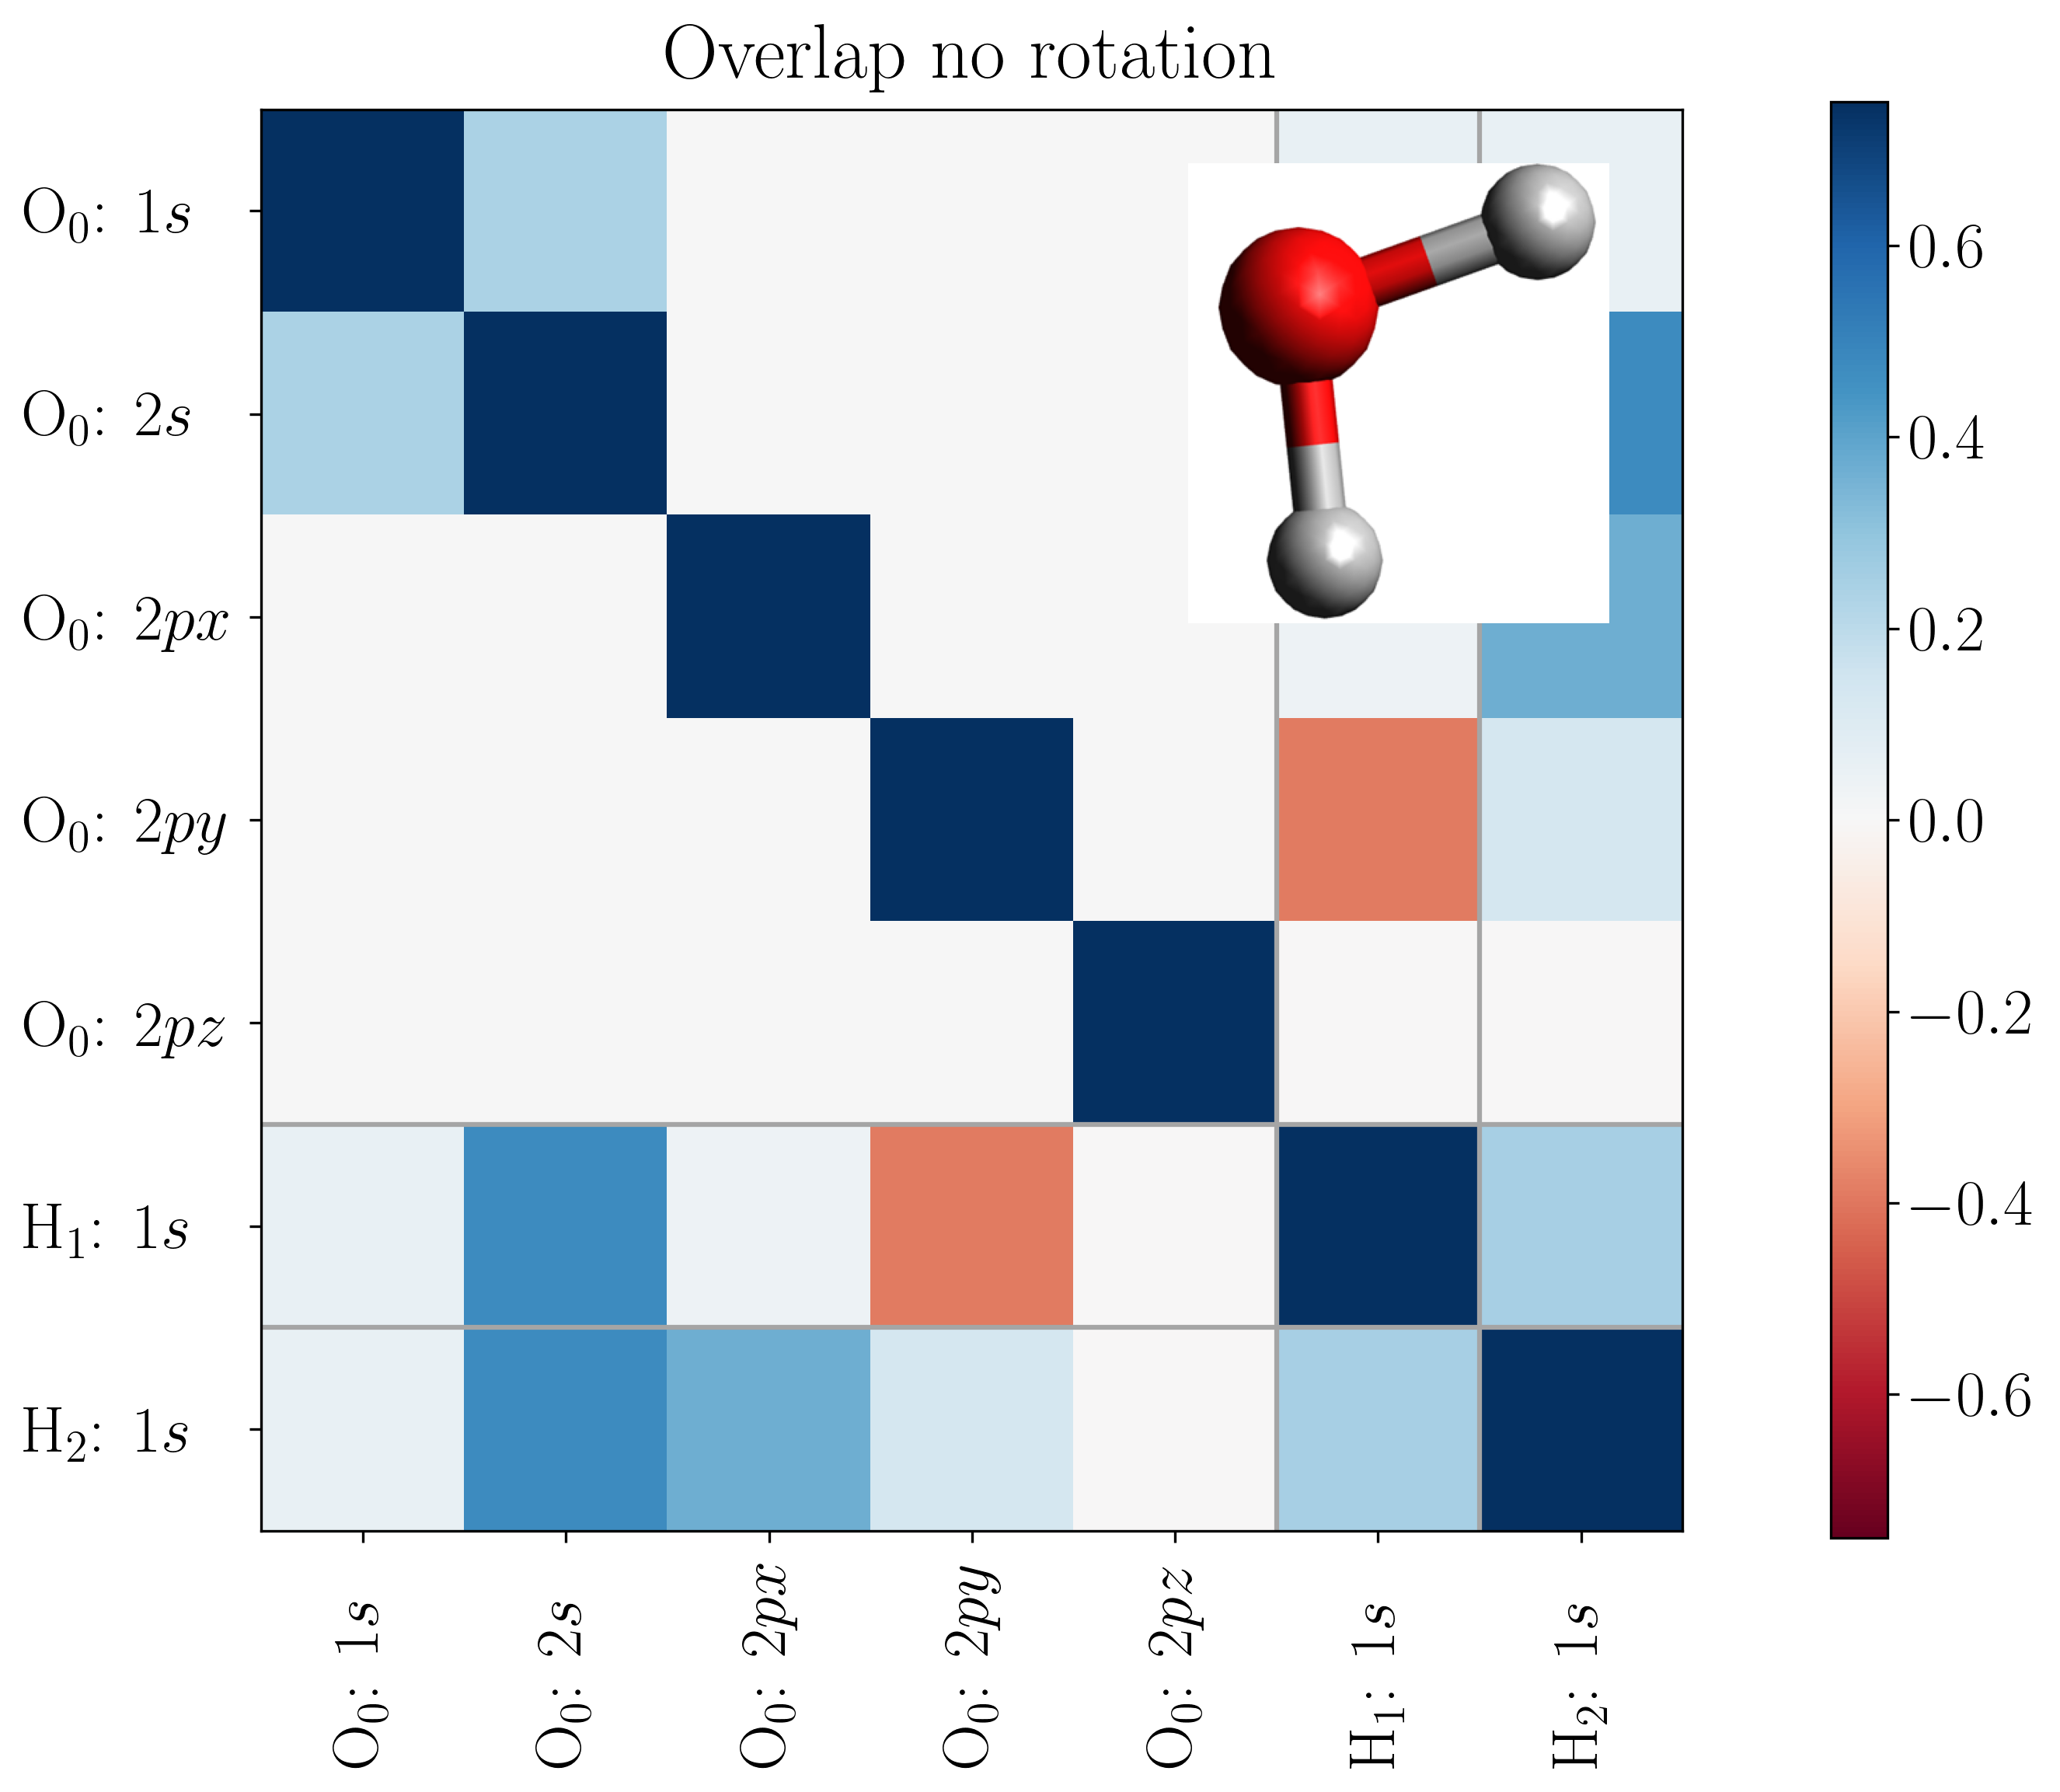 Overlap no rotation
O₀: 1s
O₀: 2s
O₀: 2px
O₀: 2py
O₀: 2pz
H₁: 1s
H₂: 1s
O₀: 1s
O₀: 2s
O₀: 2px
O₀: 2py
O₀: 2pz
H₁: 1s
H₂: 1s
0.6
0.4
0.2
0.0
−0.2
−0.4
−0.6